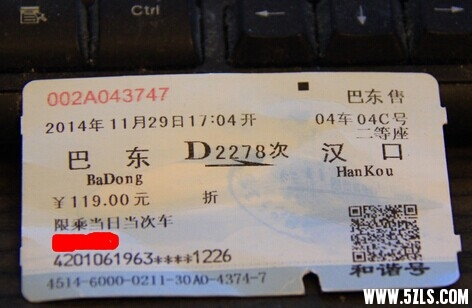 Ctrl
002A043747 巴东 售
2014年11月29日17:04开 04车04C号
二等座
巴东 D2278次 汉口
BaDong HanKou
¥119.00元 折
限乘当日当次车
4201061963****1226
4514-6000-0211-30A0-4374-7 和谐号
WWW.5ZLS.COM